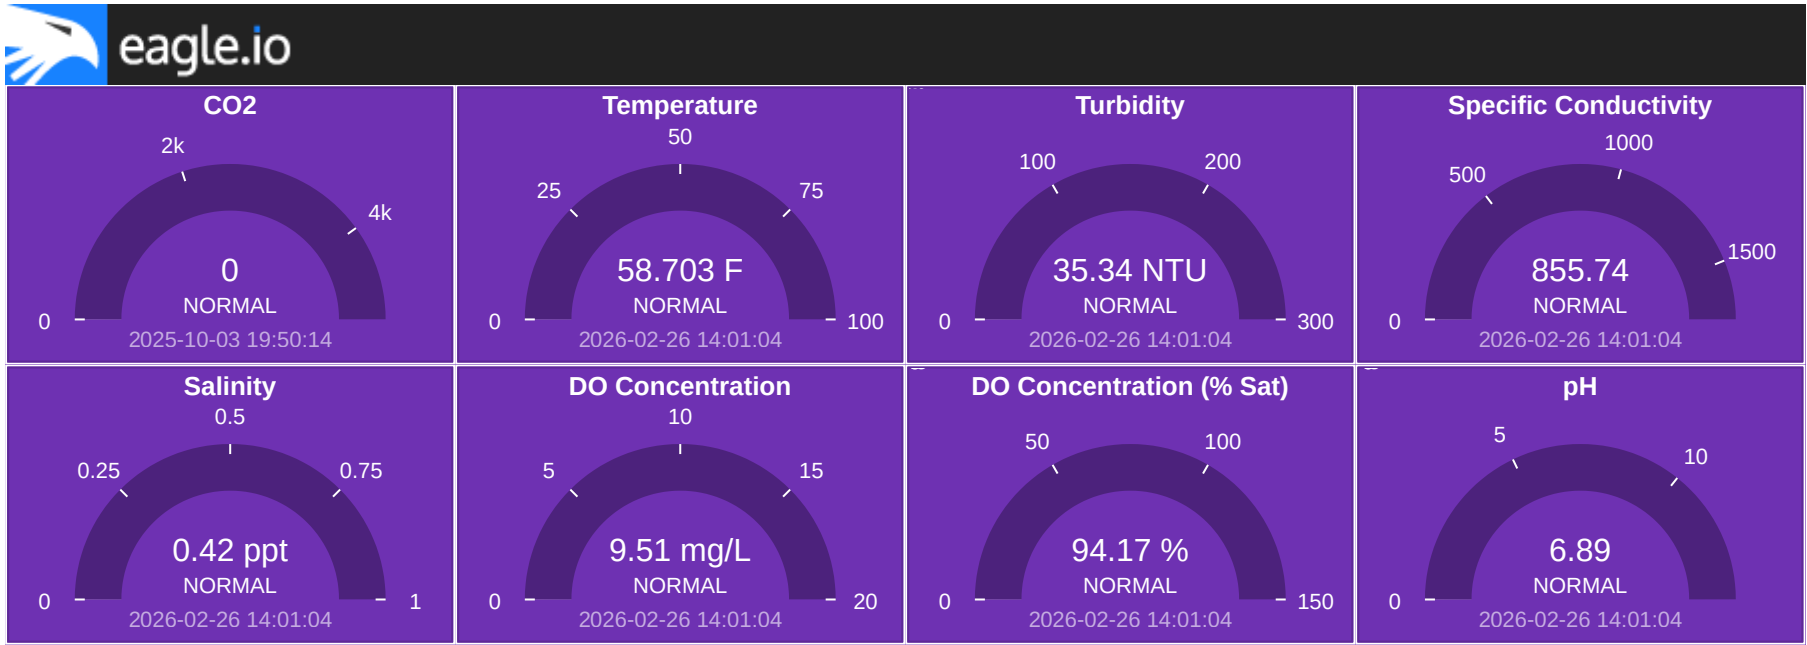 eagle.io
CO2
2k
4k
0
NORMAL
0
2025-10-03 19:50:14
Temperature
50
25
75
58.703 F
NORMAL
0
100
2026-02-26 14:01:04
Turbidity
100
200
35.34 NTU
NORMAL
0
300
2026-02-26 14:01:04
Specific Conductivity
1000
500
1500
855.74
NORMAL
0
2026-02-26 14:01:04
Salinity
0.5
0.25
0.75
0.42 ppt
NORMAL
0
1
2026-02-26 14:01:04
DO Concentration
10
5
15
9.51 mg/L
NORMAL
0
20
2026-02-26 14:01:04
DO Concentration (% Sat)
50
100
94.17 %
NORMAL
0
150
2026-02-26 14:01:04
pH
5
10
6.89
NORMAL
0
2026-02-26 14:01:04